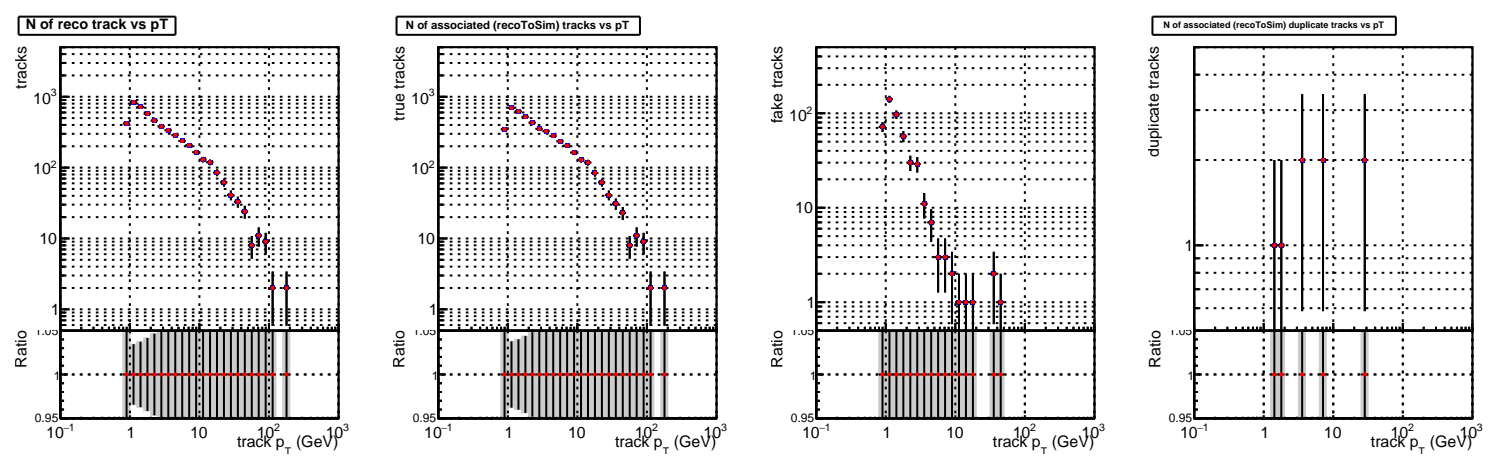 N of reco track vs pT
tracks
10³
10²
10
1
1.05
Ratio
1
0.95
10⁻¹ 1 10 10² 10³
track p_T (GeV)
N of associated (recoToSim) tracks vs pT
true tracks
10³
10²
10
1
1.05
Ratio
1
0.95
10⁻¹ 1 10 10² 10³
track p_T (GeV)
fake tracks
10²
10
1
1.05
Ratio
1
0.95
10⁻¹ 1 10 10² 10³
track p_T (GeV)
N of associated (recoToSim) duplicate tracks vs pT
duplicate tracks
1
1.05
Ratio
1
0.95
10⁻¹ 1 10 10² 10³
track p_T (GeV)